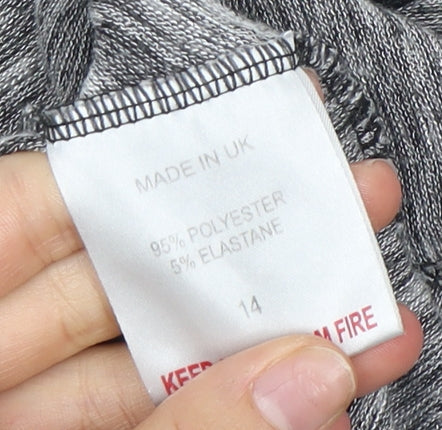 MADE IN UK
95% POLYESTER
5% ELASTANE
14
FIRE